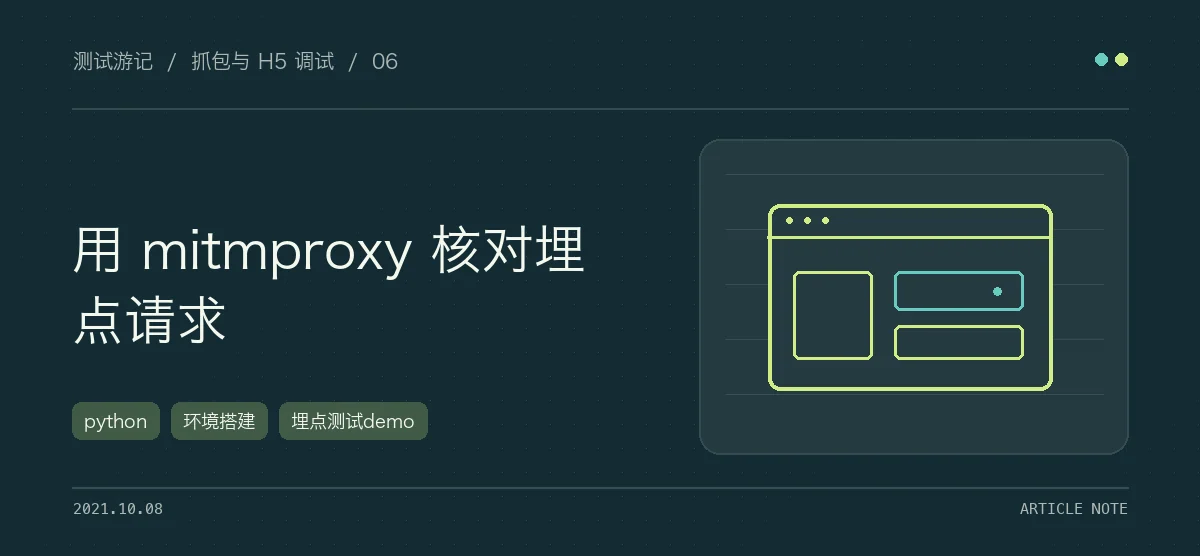 测试游记 / 抓包与 H5 调试 / 06
用 mitmproxy 核对埋
点请求
python 环境搭建 埋点测试demo
2021.10.08 ARTICLE NOTE